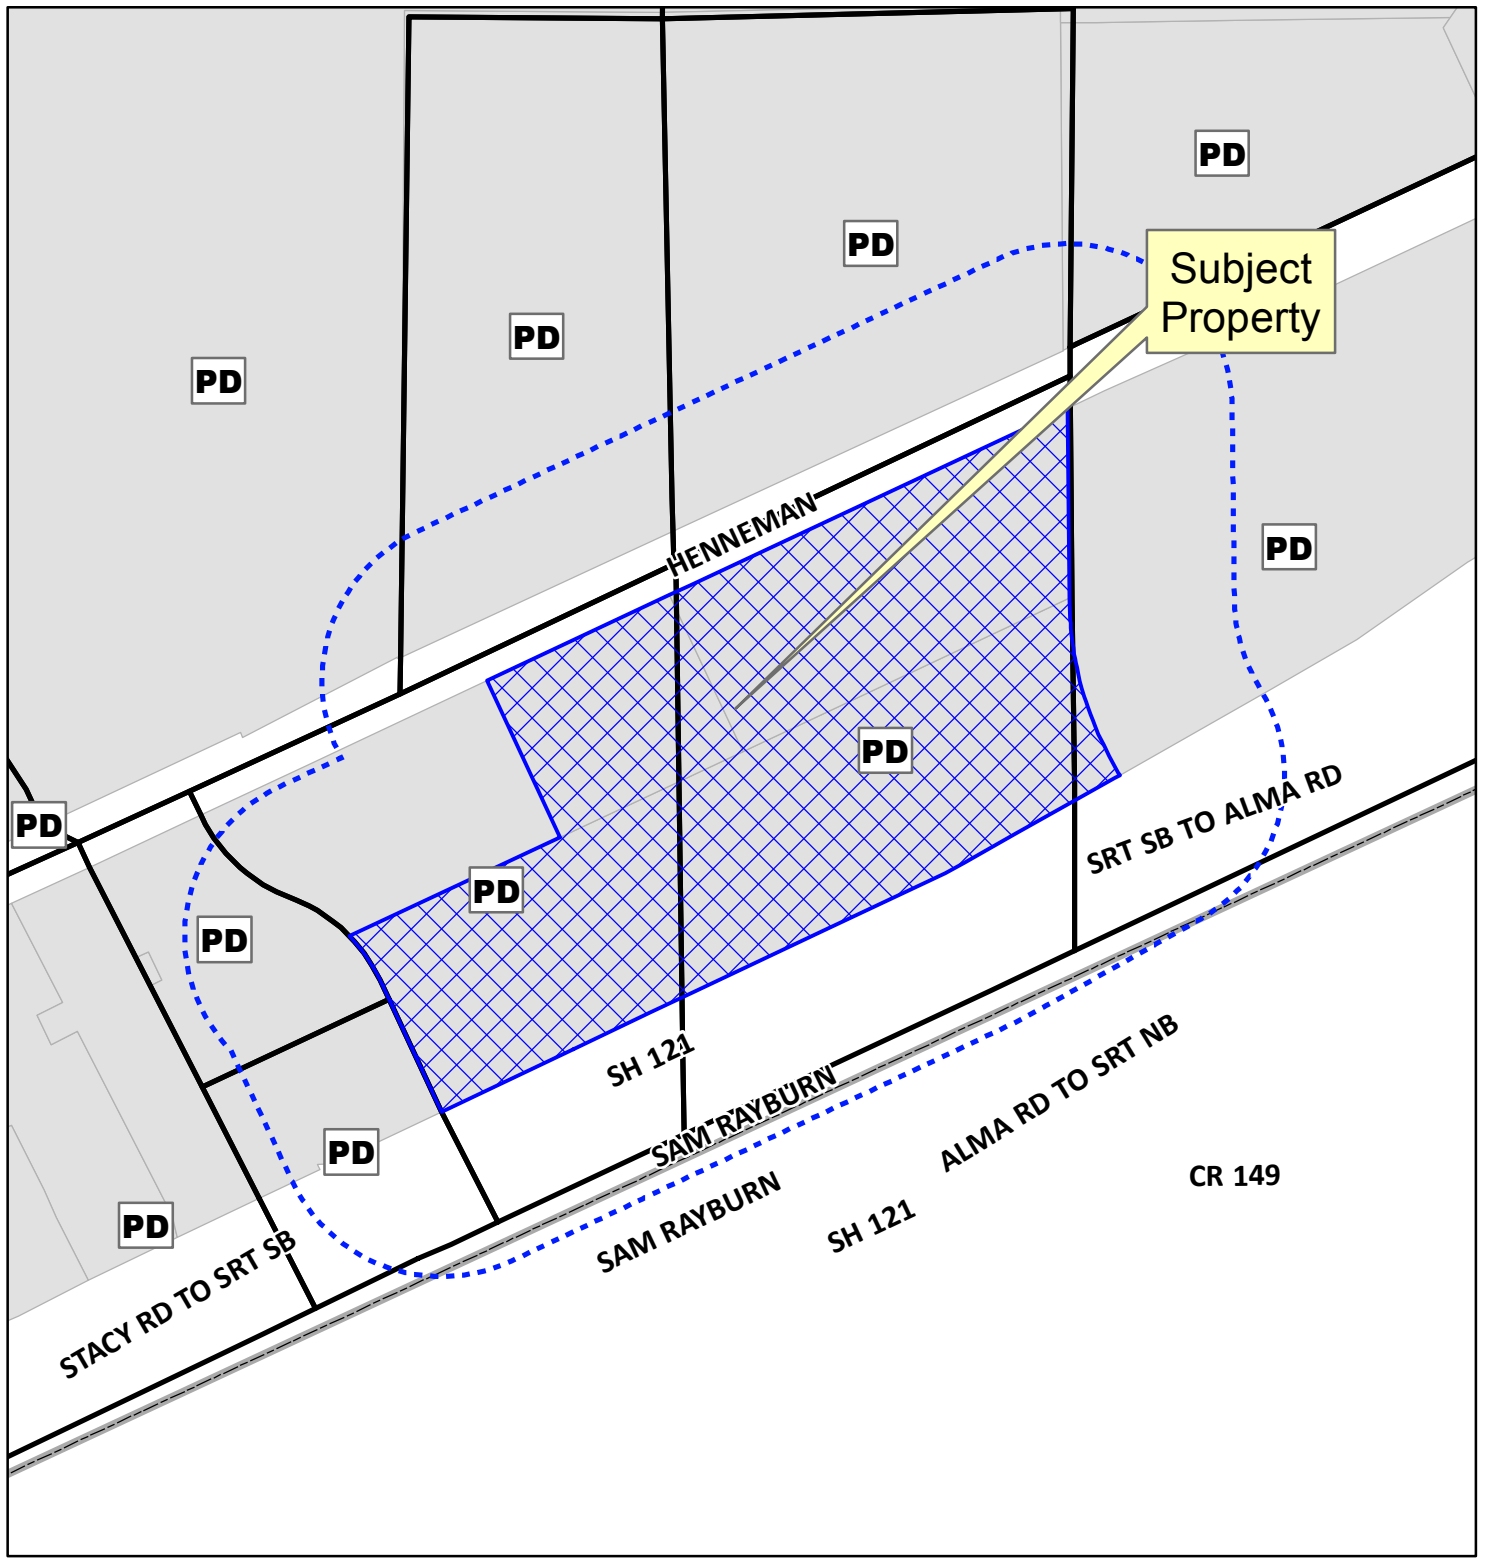 PD
Subject
Property
PD
PD
PD
HENNEMAN
PD
PD
SRT SB TO ALMA RD
PD
PD
PD
SH 121
ALMA RD TO SRT NB
SAM RAYBURN
PD
CR 149
SAM RAYBURN
SH 121
PD
STACY RD TO SRT SB